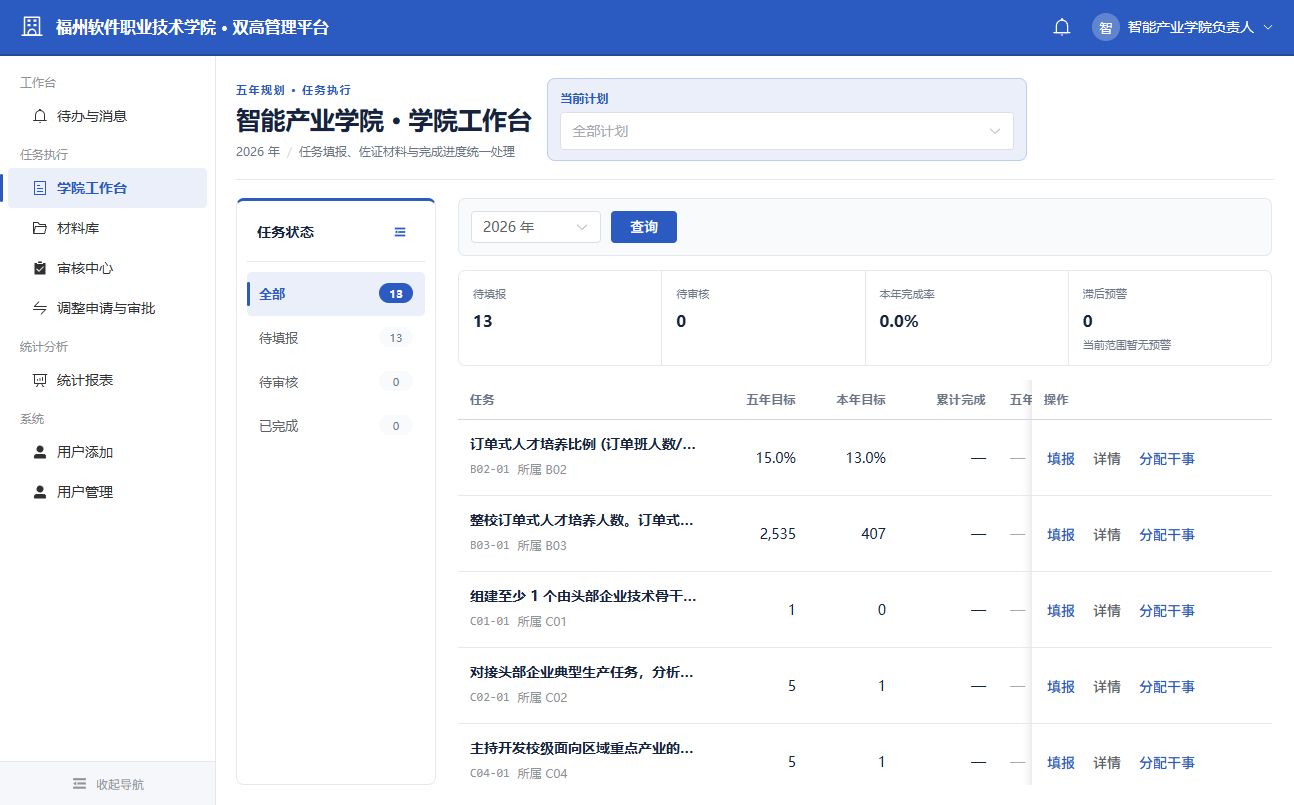 福州软件职业技术学院 • 双高管理平台
智 智能产业学院负责人
工作台
待办与消息
任务执行
学院工作台
材料库
审核中心
调整申请与审批
统计分析
统计报表
系统
用户添加
用户管理
收起导航
五年规划 • 任务执行
智能产业学院 • 学院工作台
2026 年 / 任务填报、佐证材料与完成进度统一处理
当前计划
全部计划
任务状态
全部 13
待填报 13
待审核 0
已完成 0
2026 年 查询
待填报
13
待审核
0
本年完成率
0.0%
滞后预警
0
当前范围暂无预警
任务 五年目标 本年目标 累计完成 五年 操作
订单式人才培养比例 (订单班人数/...
B02-01 所属 B02
15.0% 13.0% — — 填报 详情 分配干事
整校订单式人才培养人数。订单式...
B03-01 所属 B03
2,535 407 — — 填报 详情 分配干事
组建至少 1 个由头部企业技术骨干...
C01-01 所属 C01
1 0 — — 填报 详情 分配干事
对接头部企业典型生产任务，分析...
C02-01 所属 C02
5 1 — — 填报 详情 分配干事
主持开发校级面向区域重点产业的...
C04-01 所属 C04
5 1 — — 填报 详情 分配干事